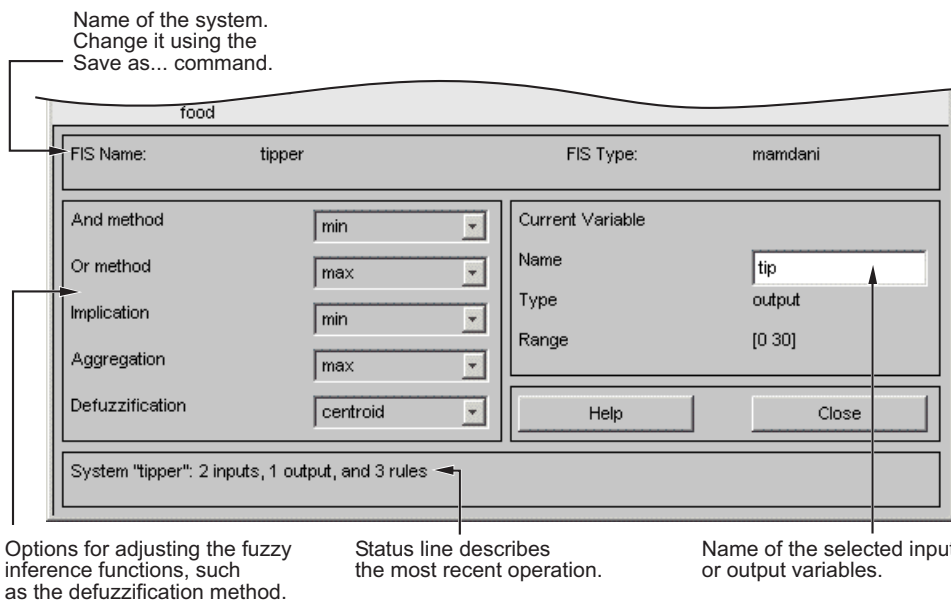 Name of the system.
Change it using the
Save as... command.
food
FIS Name: tipper FIS Type: mamdani
And method min
Or method max
Implication min
Aggregation max
Defuzzification centroid
Current Variable
Name tip
Type output
Range [0 30]
Help Close
System "tipper": 2 inputs, 1 output, and 3 rules
Options for adjusting the fuzzy
inference functions, such
as the defuzzification method.
Status line describes
the most recent operation.
Name of the selected input
or output variables.